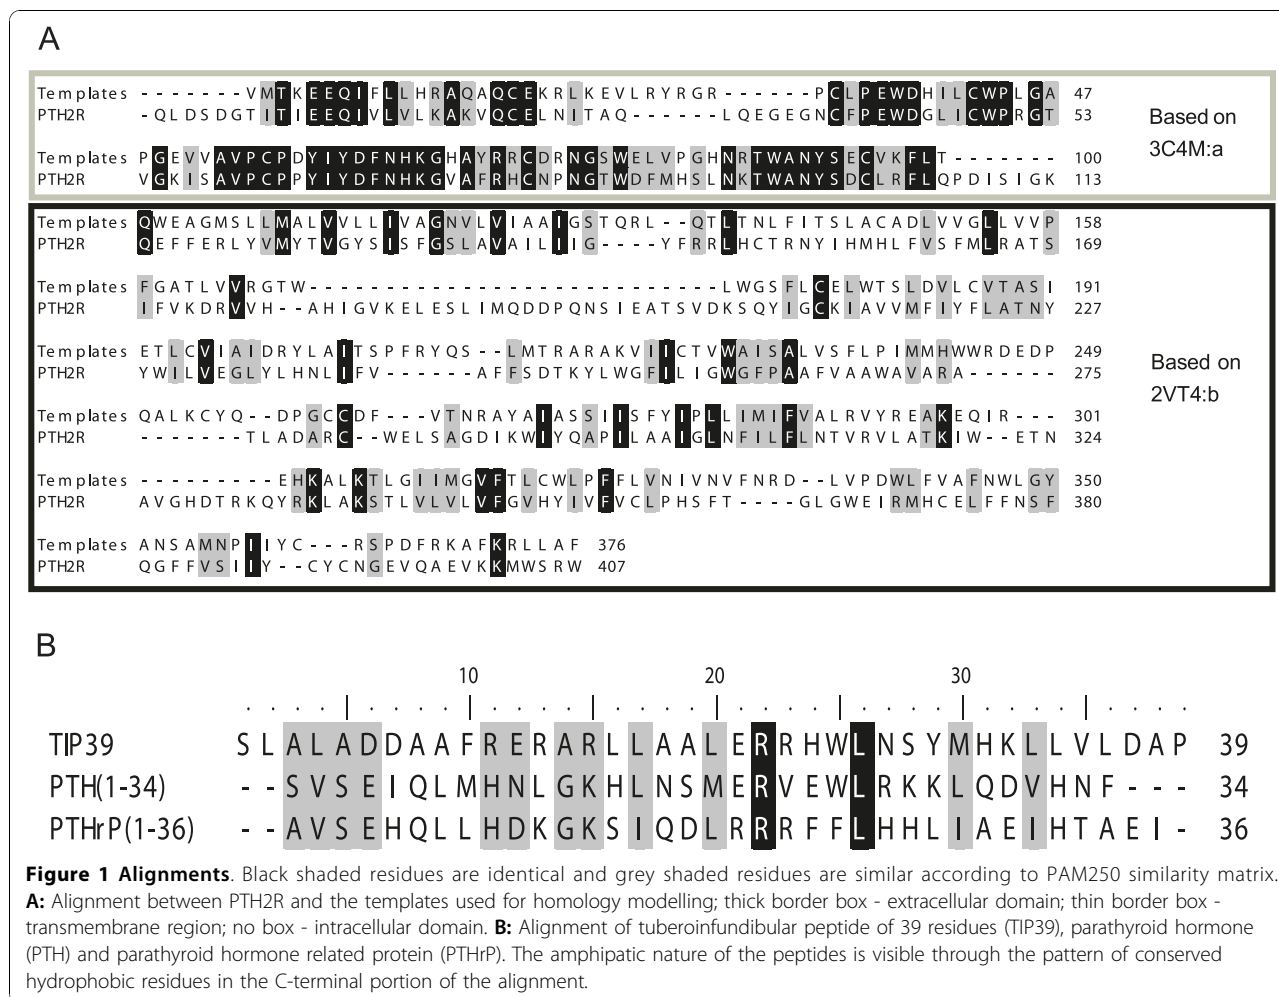 A
Templates - - - - - - - V M T K E E Q I F L L H R A Q A Q C E K R L K E V L R Y R G R - - - - - - P C L P E W D H I L C W P L G A 47
PTH2R - Q L D S D G T I T I E E Q I V L V L K A K V Q C E L N I T A Q - - - - - - L Q E G E G N C F P E W D G L I C W P R G T 53
Based on
3C4M:a
Templates P G E V V A V P C P D Y I Y D F N H K G H A Y R R C D R N G S W E L V P G H N R T W A N Y S E C V K F L T - - - - - - - 100
PTH2R V G K I S A V P C P P Y I Y D F N H K G V A F R H C N P N G T W D F M H S L N K T W A N Y S D C L R F L Q P D I S I G K 113
Templates Q W E A G M S L L M A L V V L L I V A G N V L V I A A I G S T Q R L - - Q T L T N L F I T S L A C A D L V V G L L V V P 158
PTH2R Q E F F E R L Y V M Y T V G Y S I S F G S L A V A I L I I G - - - - Y F R R L H C T R N Y I H M H L F V S F M L R A T S 169
Templates F G A T L V V R G T W - - - - - - - - - - - - - - - - - - - - - - - - - - - L W G S F L C E L W T S L D V L C V T A S I 191
PTH2R I F V K D R V V H - - A H I G V K E L E S L I M Q D D P Q N S I E A T S V D K S Q Y I G C K I A V V M F I Y F L A T N Y 227
Templates E T L C V I A I D R Y L A I T S P F R Y Q S - - L M T R A R A K V I I C T V W A I S A L V S F L P I M M H W W R D E D P 249
PTH2R Y W I L V E G L Y L H N L I F V - - - - - - A F F S D T K Y L W G F I L I G W G F P A A F V A A W A V A R A - - - - - - 275
Based on
2VT4:b
Templates Q A L K C Y Q - - D P G C C D F - - - V T N R A Y A I A S S I I S F Y I P L L I M I F V A L R V Y R E A K E Q I R - - - 301
PTH2R - - - - - - - T L A D A R C - - W E L S A G D I K W I Y Q A P I L A A I G L N F I L F L N T V R V L A T K I W - - E T N 324
Templates - - - - - - - - - E H K A L K T L G I I M G V F T L C W L P F F L V N I V N V F N R D - - L V P D W L F V A F N W L G Y 350
PTH2R A V G H D T R K Q Y R K L A K S T L V L V L V F G V H Y I V F V C L P H S F T - - - - G L G W E I R M H C E L F F N S F 380
Templates A N S A M N P I I Y C - - - R S P D F R K A F K R L L A F 376
PTH2R Q G F F V S I I Y - - C Y C N G E V Q A E V K K M W S R W 407
B
10 20 30
TIP39 S L A L A D D A A F R E R A R L L A A L E R R H W L N S Y M H K L L V L D A P 39
PTH(1-34) - - S V S E I Q L M H N L G K H L N S M E R V E W L R K K L Q D V H N F - - - 34
PTHrP(1-36) - - A V S E H Q L L H D K G K S I Q D L R R R F F L H H L I A E I H T A E I - 36
Figure 1 Alignments. Black shaded residues are identical and grey shaded residues are similar according to PAM250 similarity matrix.
A: Alignment between PTH2R and the templates used for homology modelling; thick border box - extracellular domain; thin border box -
transmembrane region; no box - intracellular domain. B: Alignment of tuberoinfundibular peptide of 39 residues (TIP39), parathyroid hormone
(PTH) and parathyroid hormone related protein (PTHrP). The amphipatic nature of the peptides is visible through the pattern of conserved
hydrophobic residues in the C-terminal portion of the alignment.